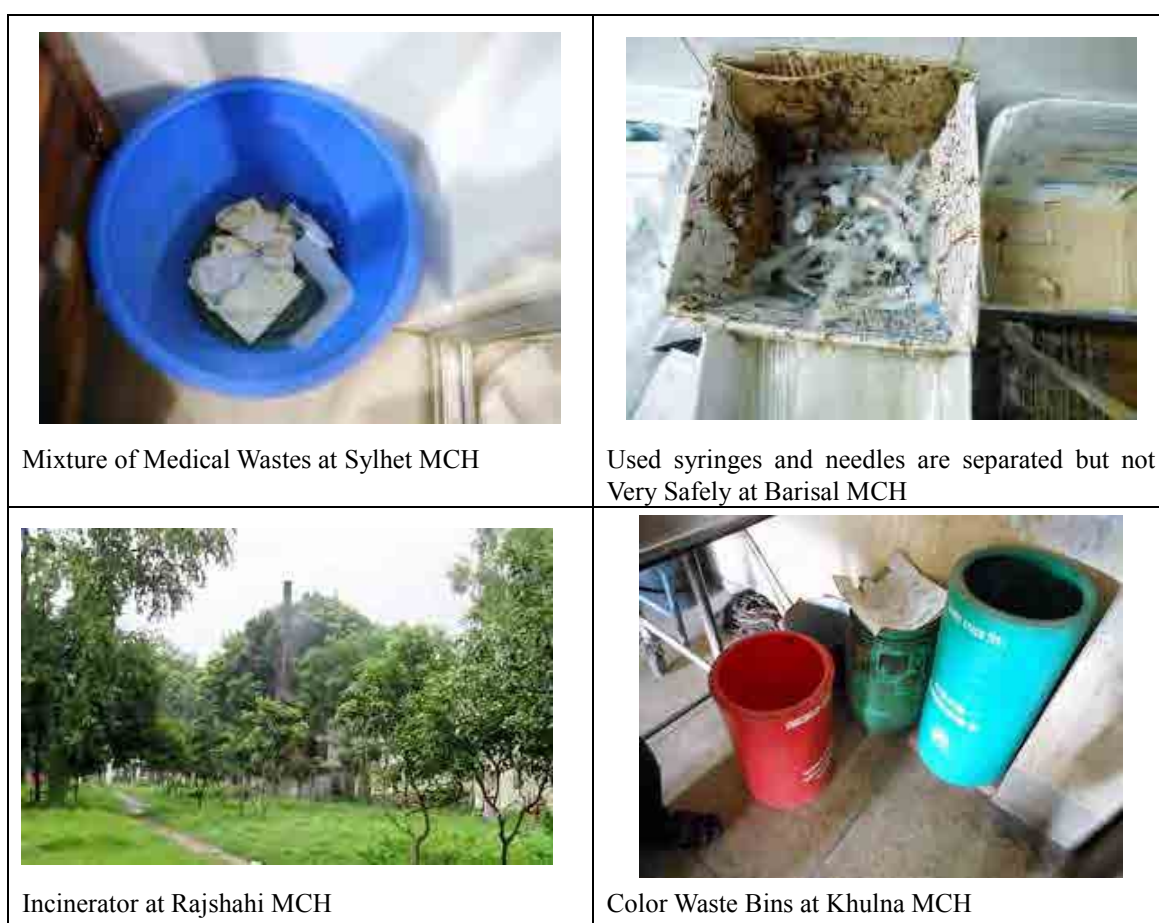 Mixture of Medical Wastes at Sylhet MCH
Used syringes and needles are separated but not
Very Safely at Barisal MCH
Incinerator at Rajshahi MCH
Color Waste Bins at Khulna MCH